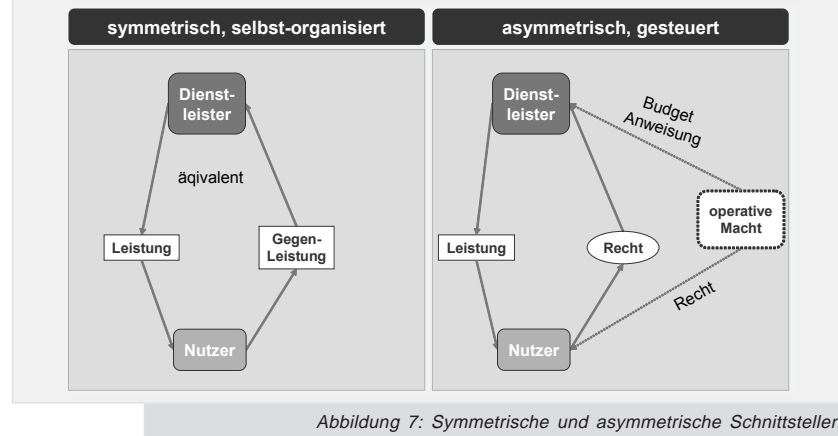 symmetrisch, selbst-organisiert
Dienst-
leister
äqivalent
Leistung
Gegen-
Leistung
Nutzer
asymmetrisch, gesteuert
Dienst-
leister
Budget
Anweisung
operative
Macht
Leistung
Recht
Recht
Nutzer
Abbildung 7: Symmetrische und asymmetrische Schnittstellen